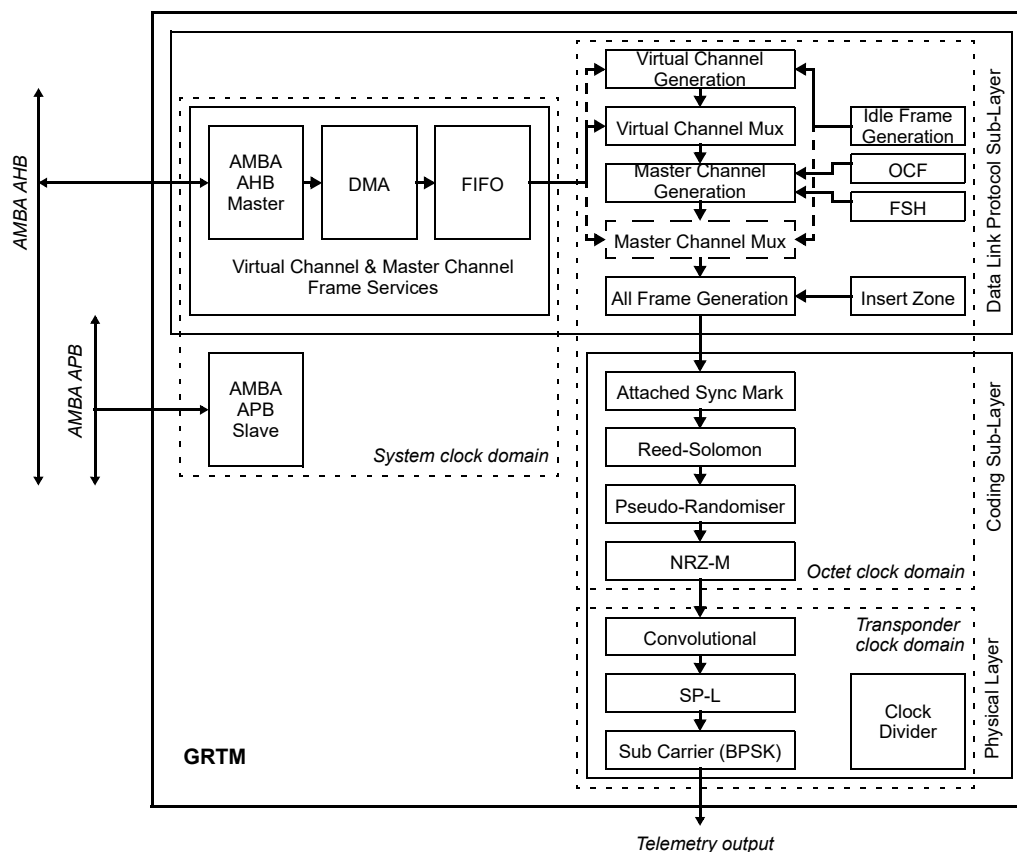 AMBA AHB
AMBA APB
AMBA
AHB
Master
DMA
FIFO
Virtual Channel & Master Channel
Frame Services
AMBA
APB
Slave
System clock domain
Virtual Channel
Generation
Virtual Channel Mux
Master Channel
Generation
Master Channel Mux
All Frame Generation
Idle Frame
Generation
OCF
FSH
Insert Zone
Data Link Protocol Sub-Layer
Attached Sync Mark
Reed-Solomon
Pseudo-Randomiser
NRZ-M
Octet clock domain
Coding Sub-Layer
Convolutional
SP-L
Sub Carrier (BPSK)
Transponder
clock domain
Clock
Divider
Physical Layer
GRTM
Telemetry output